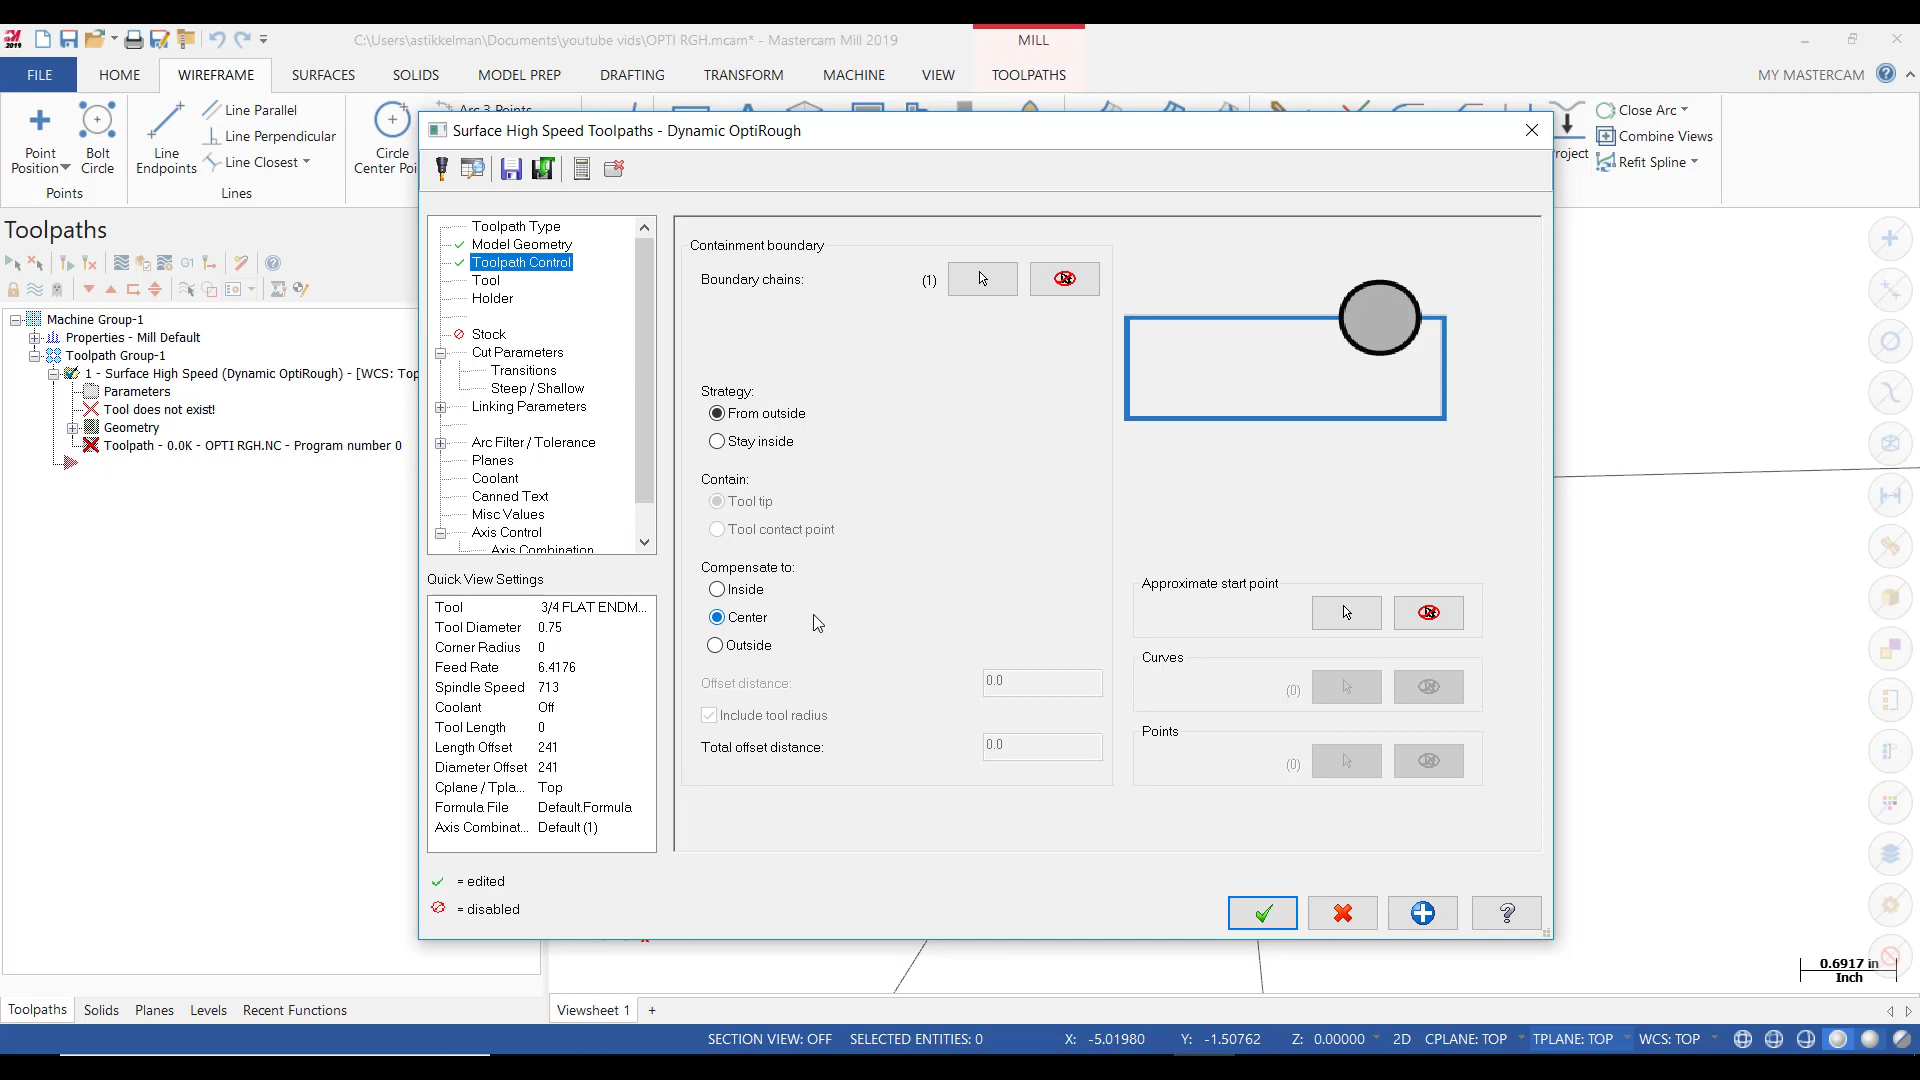 2019
C:\Users\astikkelman\Documents\youtube vids\OPTI RGH.mcam* - Mastercam Mill 2019
MILL
FILE
HOME
WIREFRAME
SURFACES
SOLIDS
MODEL PREP
DRAFTING
TRANSFORM
MACHINE
VIEW
TOOLPATHS
MY MASTERCAM
Point
Position
Bolt
Circle
Points
Line
Endpoints
Line Parallel
Line Perpendicular
Line Closest
Lines
Circle
Center
Arc 3 Points
Close Arc
Combine Views
Refit Spline
Surface High Speed Toolpaths - Dynamic OptiRough
Toolpaths
G1
Machine Group-1
Properties - Mill Default
Toolpath Group-1
1 - Surface High Speed (Dynamic OptiRough) - [WCS: Top
Parameters
Tool does not exist!
Geometry
Toolpath - 0.0K - OPTI RGH.NC - Program number 0
Toolpath Type
Model Geometry
Toolpath Control
Tool
Holder
Stock
Cut Parameters
Transitions
Steep / Shallow
Linking Parameters
Arc Filter / Tolerance
Planes
Coolant
Canned Text
Misc Values
Axis Control
Axis Combination
Quick View Settings
Tool 3/4 FLAT ENDM...
Tool Diameter 0.75
Corner Radius 0
Feed Rate 6.4176
Spindle Speed 713
Coolant Off
Tool Length 0
Length Offset 241
Diameter Offset 241
Cplane / Tpla... Top
Formula File Default.Formula
Axis Combinat... Default (1)
= edited
= disabled
Containment boundary
Boundary chains: (1)
Strategy:
From outside
Stay inside
Contain:
Tool tip
Tool contact point
Compensate to:
Inside
Center
Outside
Offset distance: 0.0
Include tool radius
Total offset distance: 0.0
Approximate start point
Curves
(0)
Points
(0)
0.6917 in
Inch
Toolpaths
Solids
Planes
Levels
Recent Functions
Viewsheet 1
+
SECTION VIEW: OFF
SELECTED ENTITIES: 0
X: -5.01980
Y: -1.50762
Z: 0.00000
2D
CPLANE: TOP
TPLANE: TOP
WCS: TOP